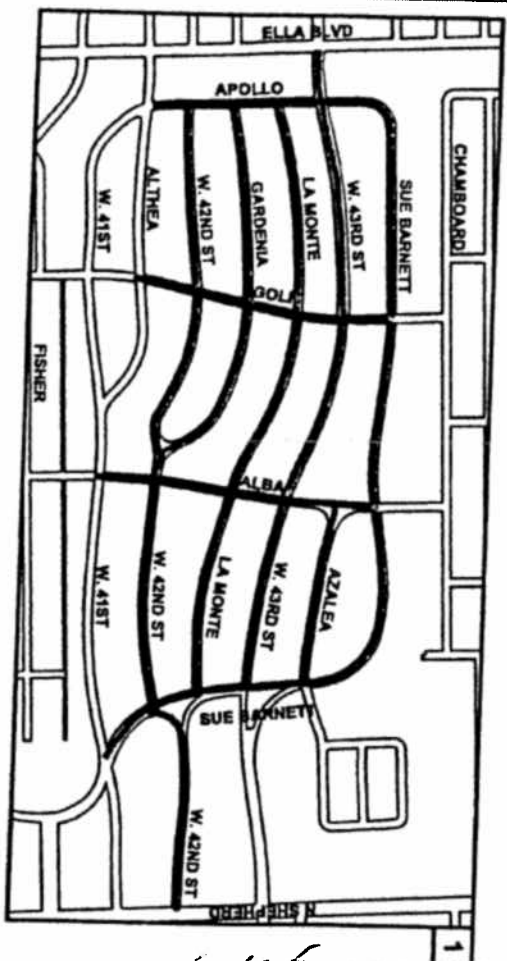 ELLA BLVD
APOLLO
CHAMBOARD
SUE BARNETT
W. 43RD ST
LA MONTE
GARDENIA
W. 42ND ST
ALTHEA
W. 41ST
GOLF
FISHER
ALBA
AZALEA
W. 43RD ST
LA MONTE
W. 42ND ST
W. 41ST
SUE BARNETT
W. 42ND ST
N SHEPHERD
1